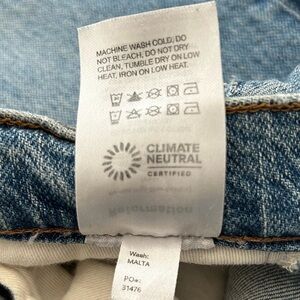 MACHINE WASH COLD, DO
NOT BLEACH, DO NOT DRY
CLEAN, TUMBLE DRY ON LOW
HEAT, IRON ON LOW HEAT.
CLIMATE
NEUTRAL
CERTIFIED
Reformation
Wash:
MALTA
PO#:
31476